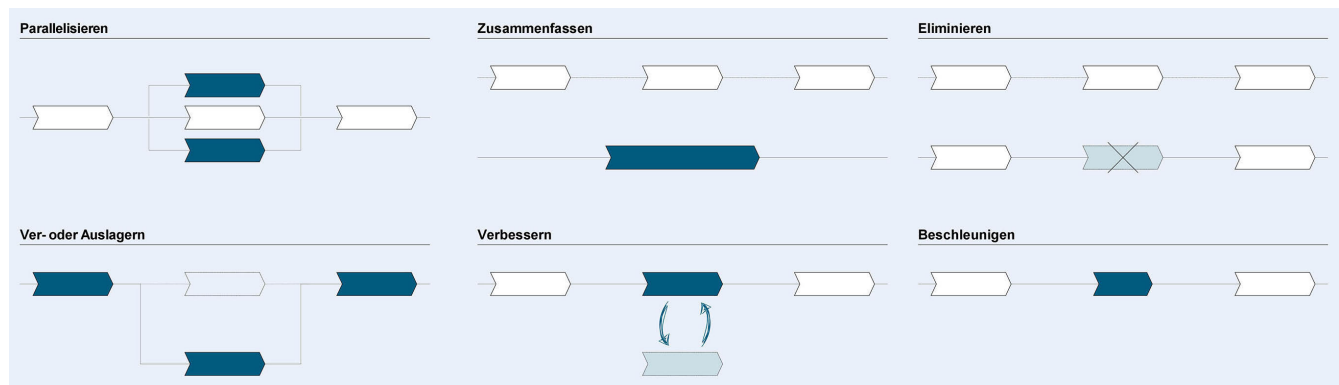 Parallelisieren
Zusammenfassen
Eliminieren
Ver- oder Auslagern
Verbessern
Beschleunigen